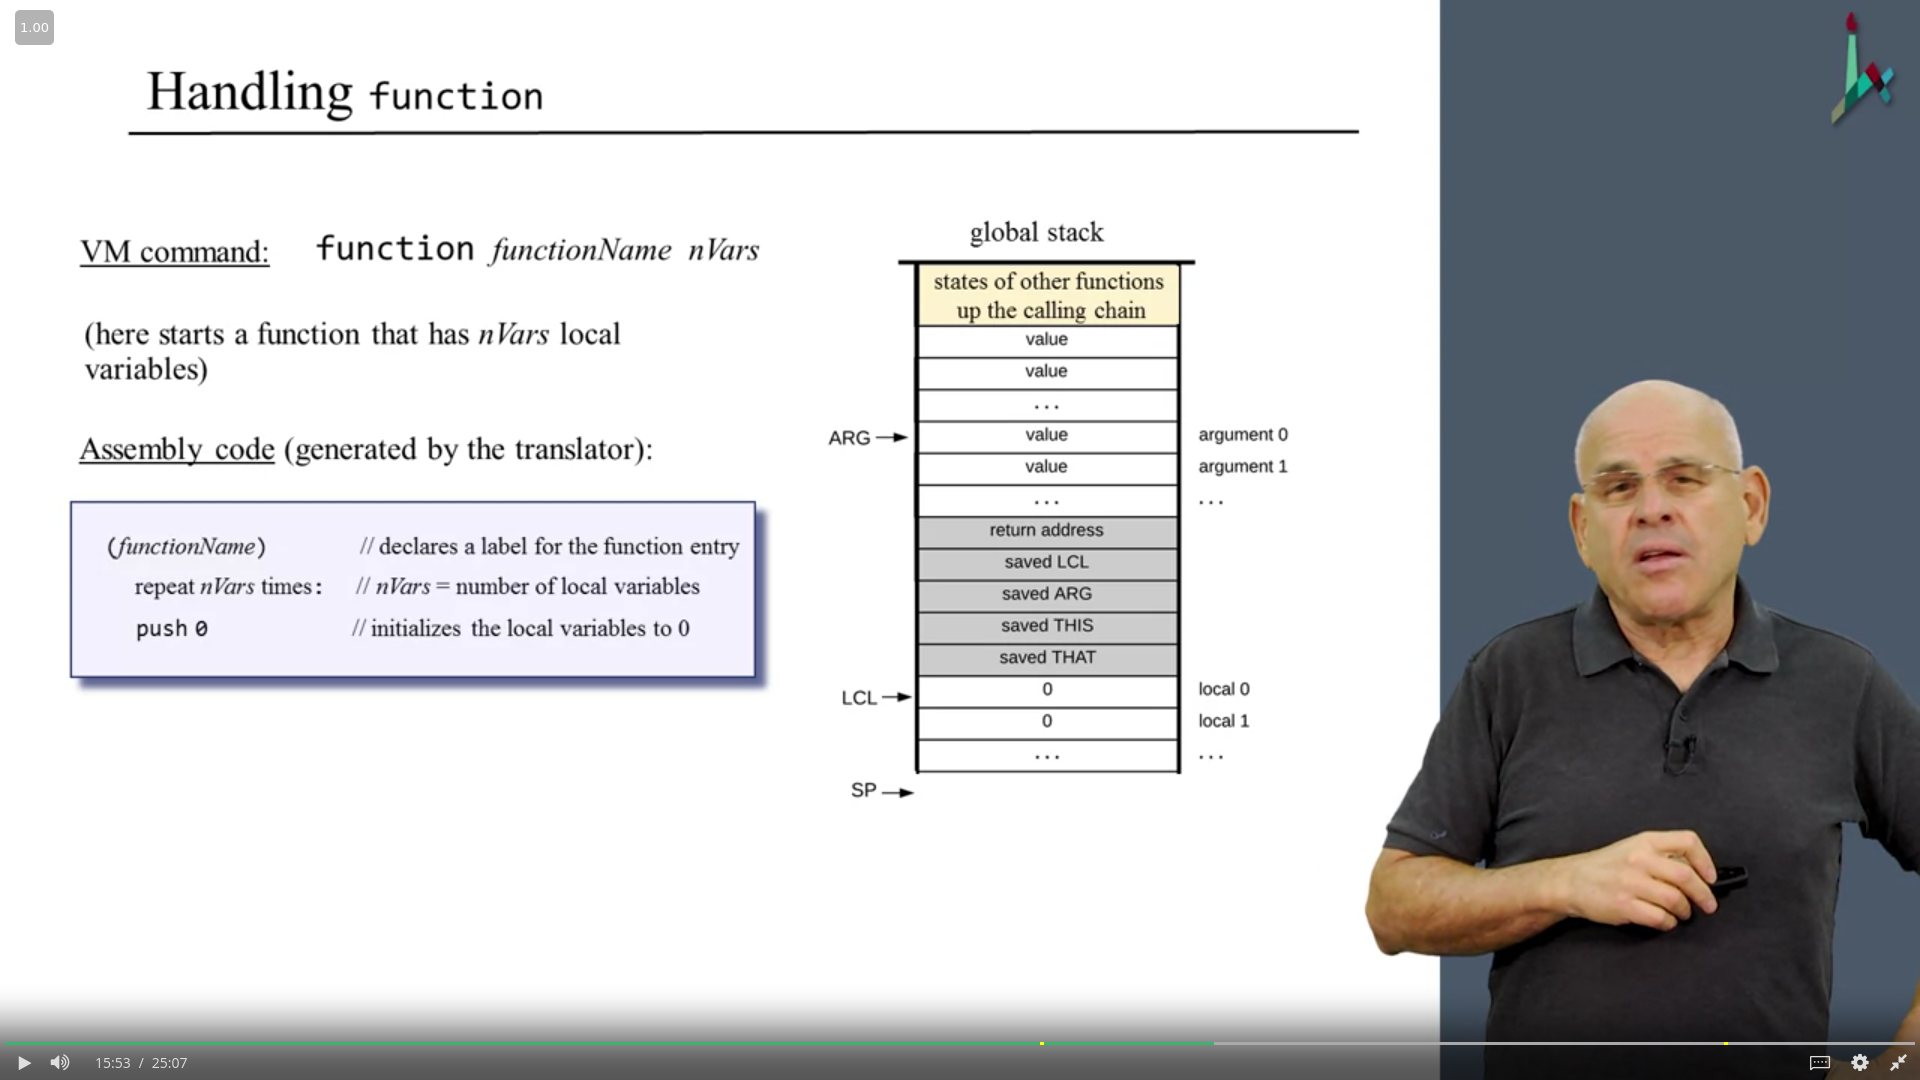 1.00
Handling function
VM command: function functionName nVars
(here starts a function that has nVars local
variables)
Assembly code (generated by the translator):
(functionName) // declares a label for the function entry
repeat nVars times: // nVars = number of local variables
push 0 // initializes the local variables to 0
global stack
states of other functions
up the calling chain
value
value
...
ARG value argument 0
value argument 1
... ...
return address
saved LCL
saved ARG
saved THIS
saved THAT
LCL 0 local 0
0 local 1
... ...
SP
15:53 / 25:07